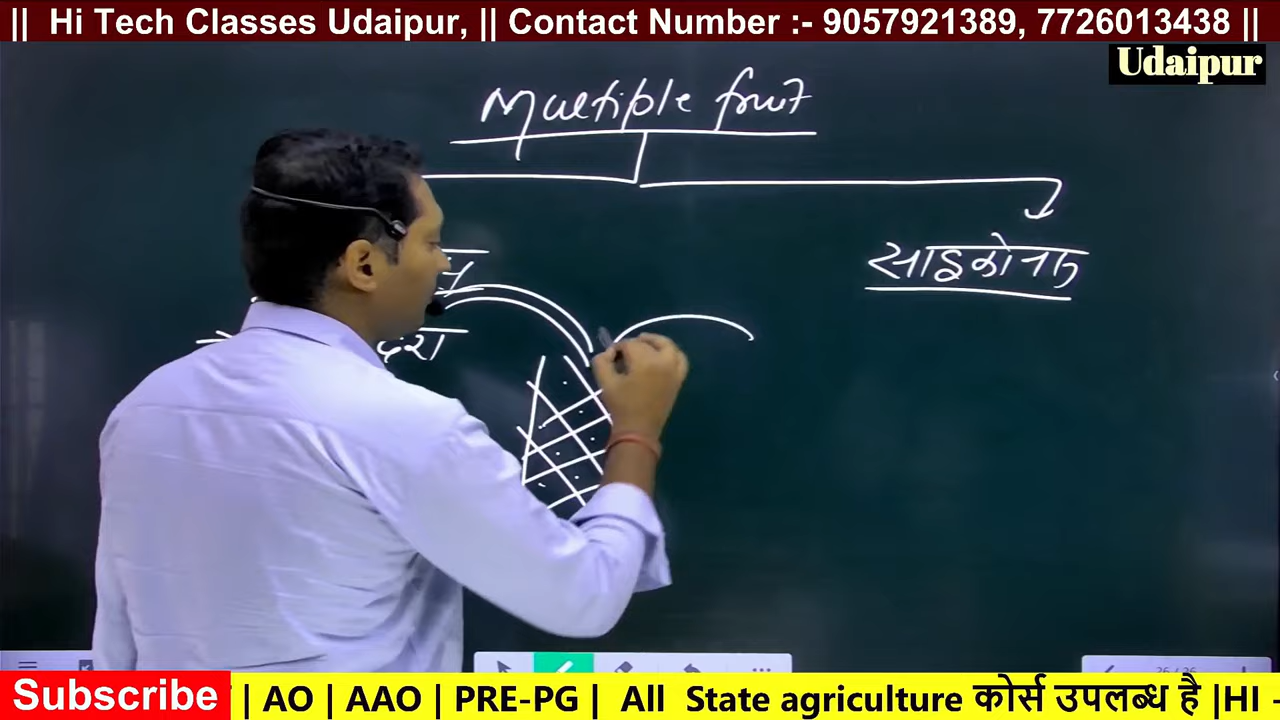 || Hi Tech Classes Udaipur, || Contact Number :- 9057921389, 7726013438 ||
Udaipur
Multiple fruit
साइकोनस
Subscribe | AO | AAO | PRE-PG | All State agriculture कोर्स उपलब्ध है |HI -